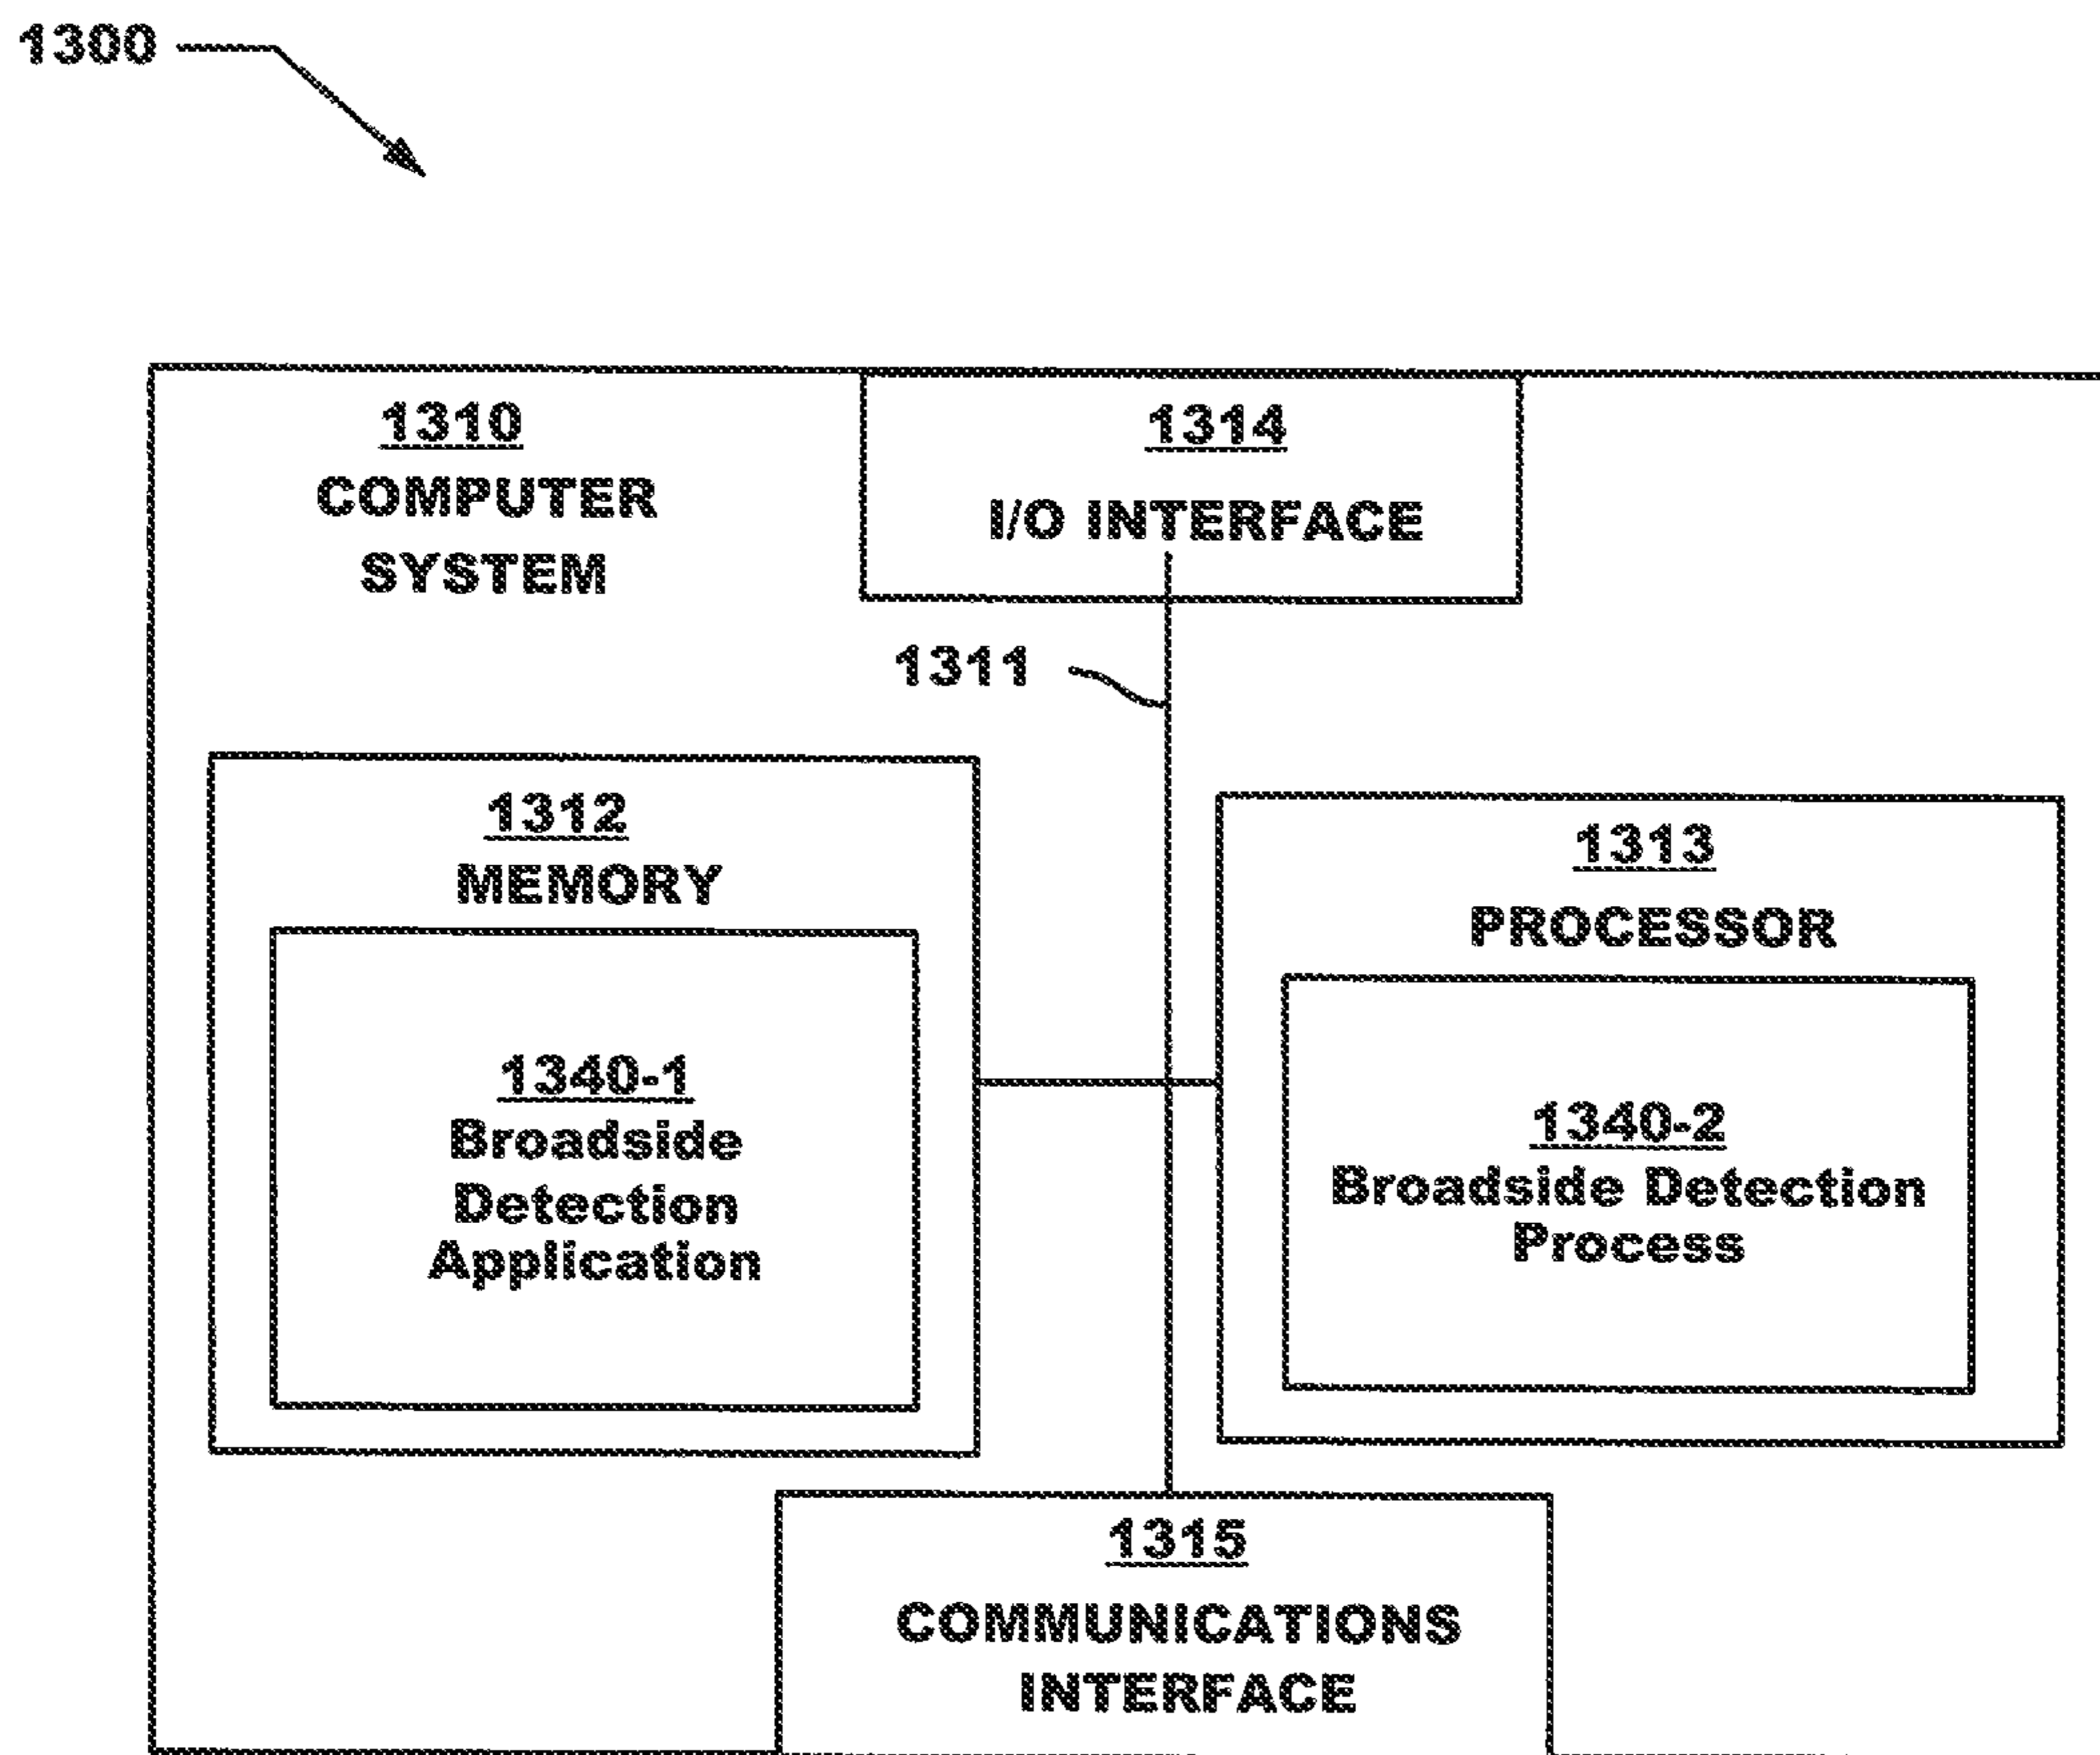 1300
1310
COMPUTER
SYSTEM
1314
I/O INTERFACE
1311
1312
MEMORY
1340-1
Broadside
Detection
Application
1313
PROCESSOR
1340-2
Broadside Detection
Process
1315
COMMUNICATIONS
INTERFACE